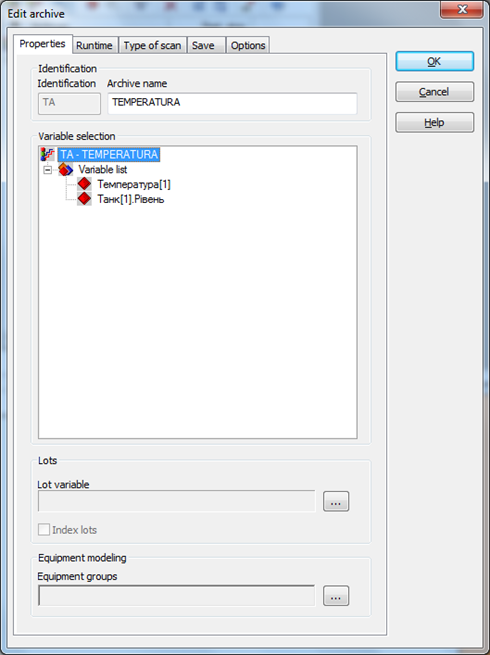 Edit archive
Properties Runtime Type of scan Save Options
Identification
Identification Archive name
TA TEMPERATURA
Variable selection
TA - TEMPERATURA
Variable list
Температура[1]
Танк[1].Рівень
Lots
Lot variable
...
Index lots
Equipment modeling
Equipment groups
...
OK
Cancel
Help